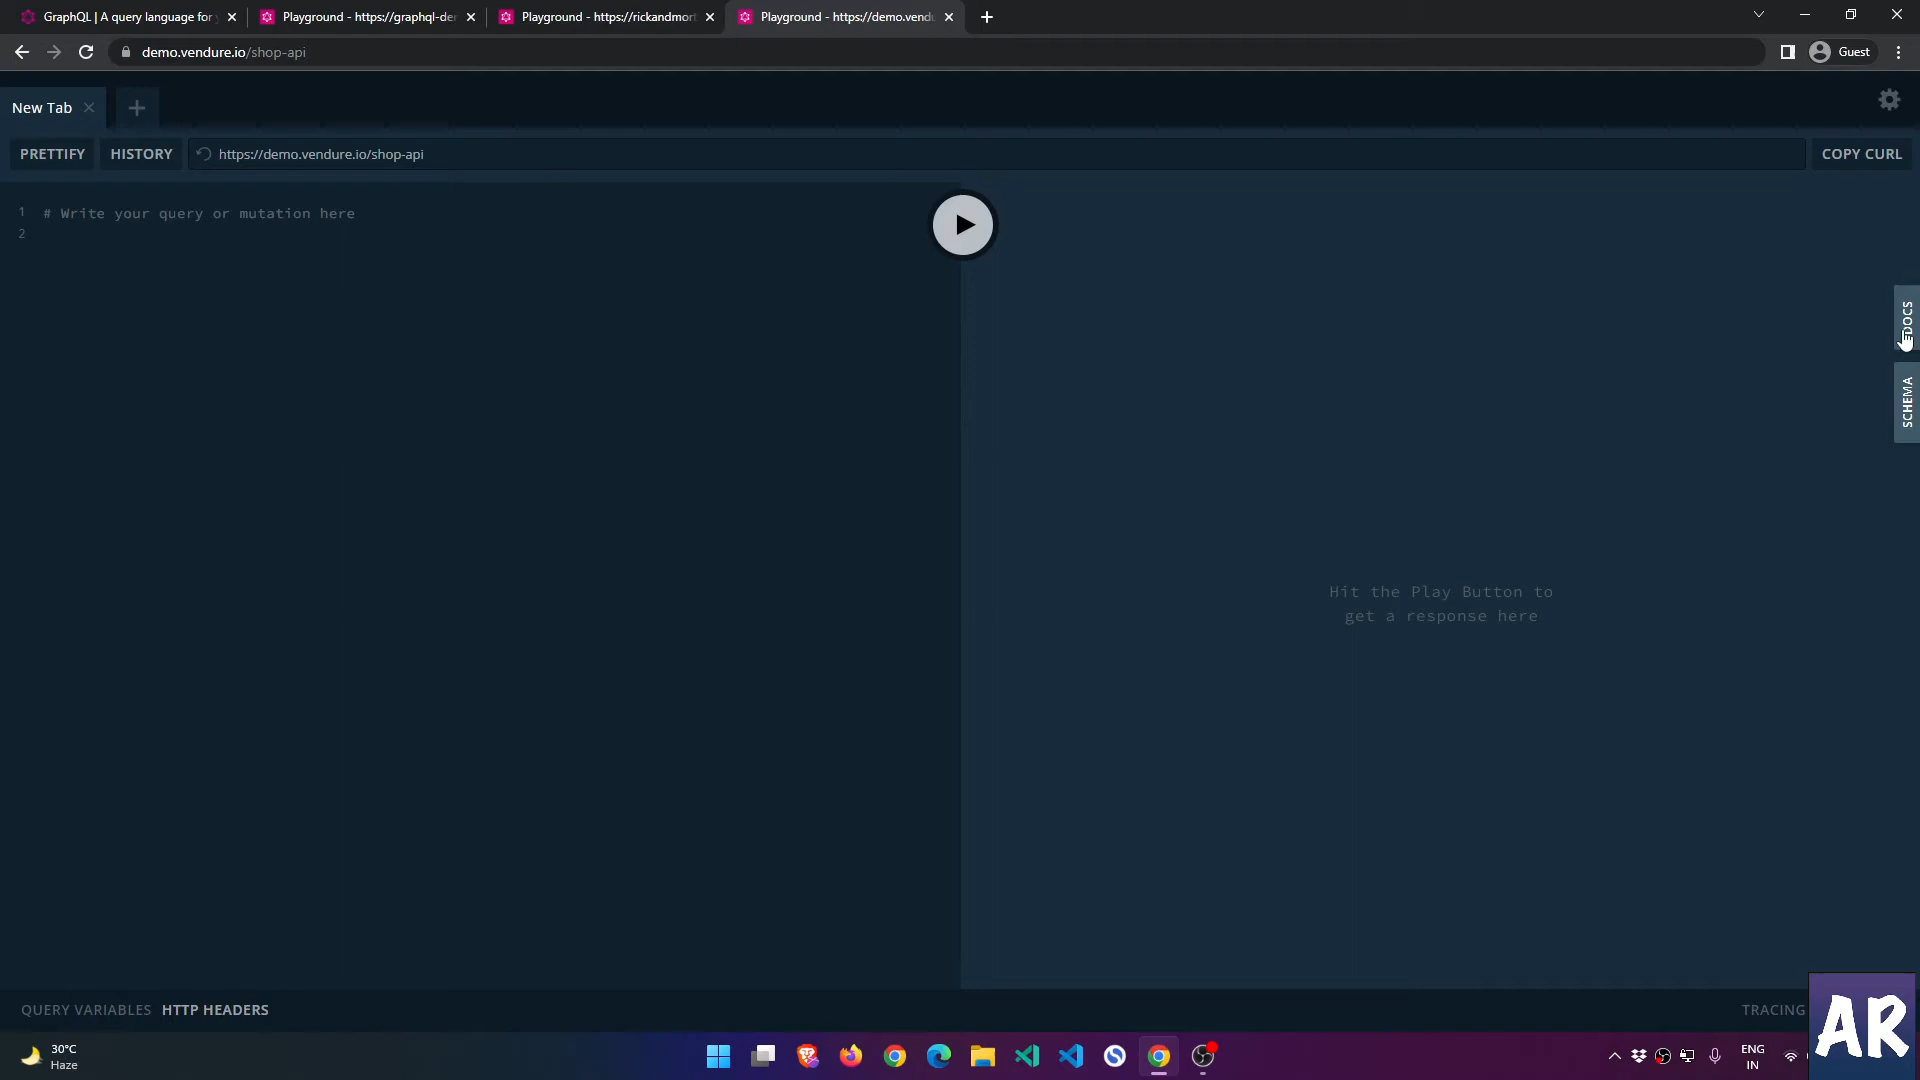 GraphQL | A query language for
Playground - https://graphql-der
Playground - https://rickandmort
Playground - https://demo.vendu
demo.vendure.io/shop-api
Guest
New Tab
PRETTIFY
HISTORY
https://demo.vendure.io/shop-api
COPY CURL
1 # Write your query or mutation here
2
DOCS
SCHEMA
Hit the Play Button to
get a response here
QUERY VARIABLES HTTP HEADERS
TRACING
30°C
Haze
ENG
IN
AR